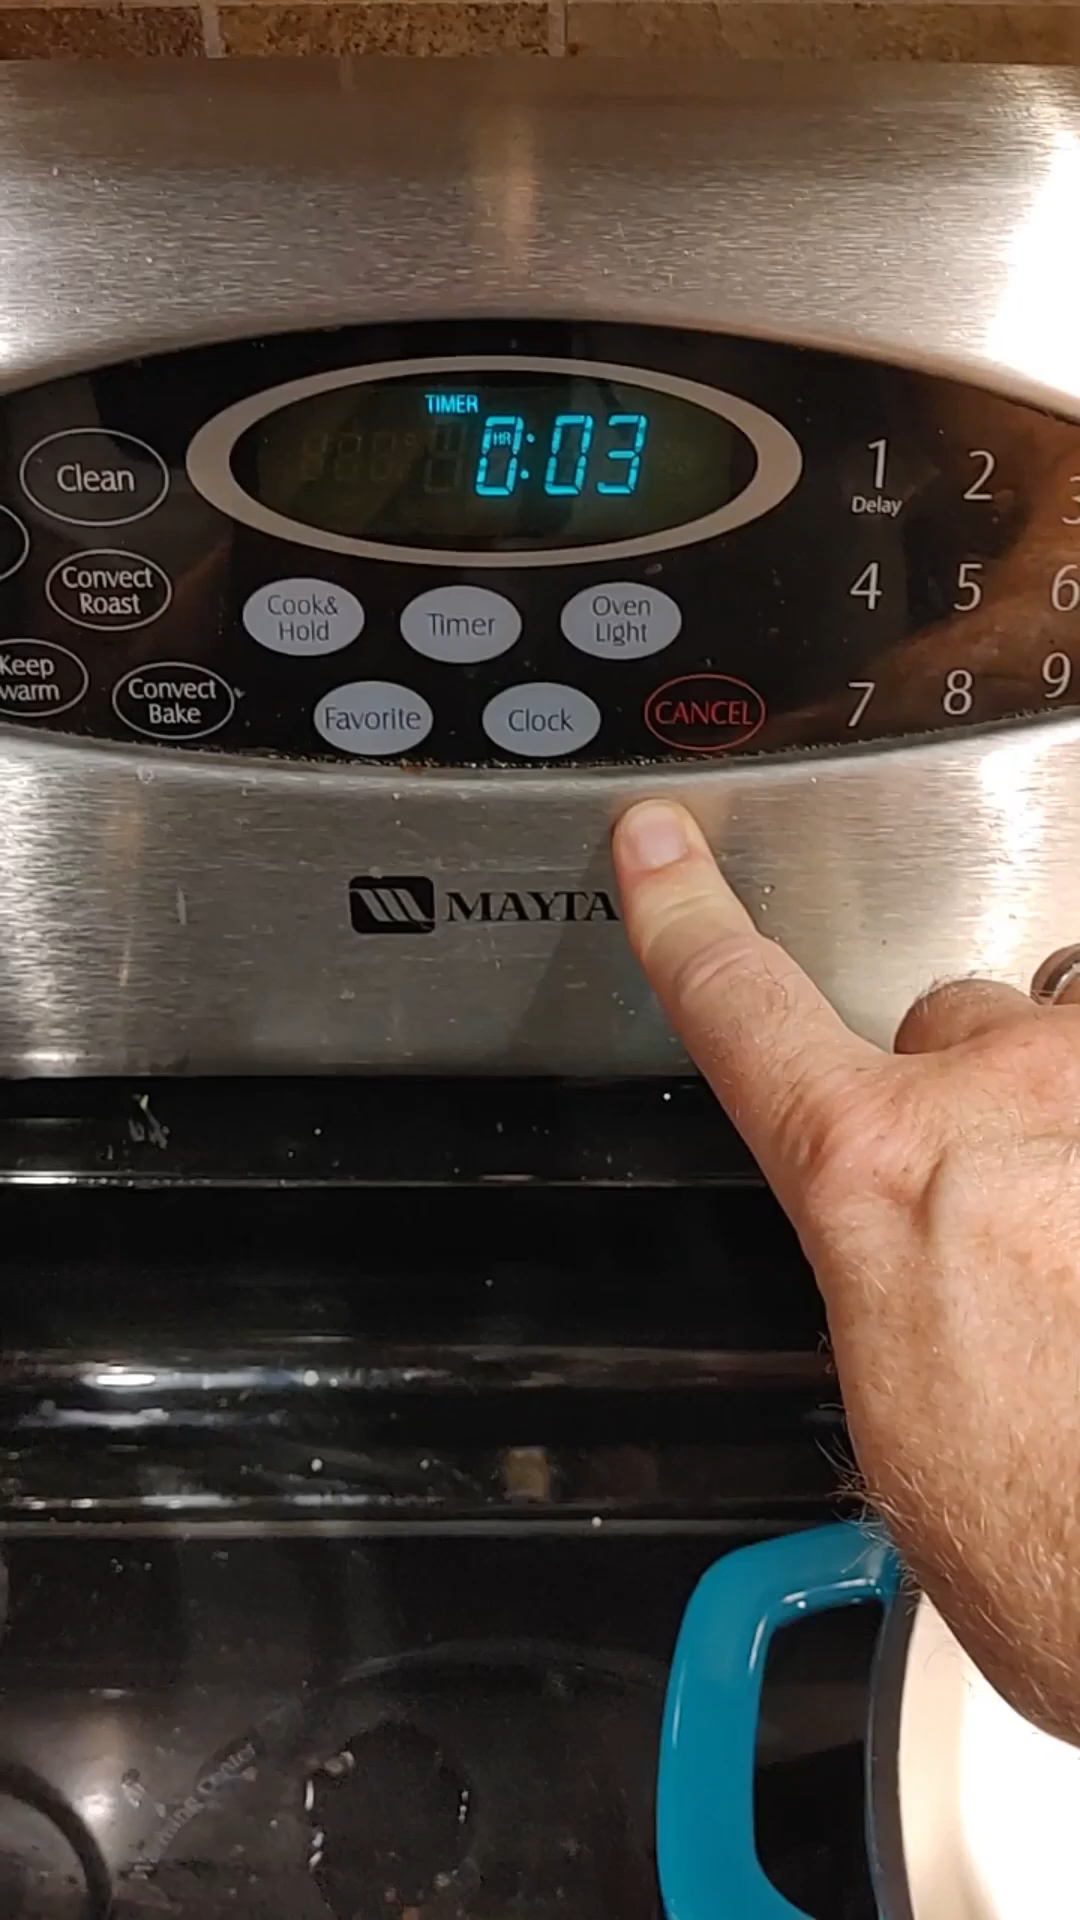 TIMER
HR
0:03
Clean
Convect
Roast
Keep
warm
Convect
Bake
Cook&
Hold
Timer
Oven
Light
Favorite
Clock
CANCEL
1
Delay
2
3
4
5
6
7
8
9
MAYTA